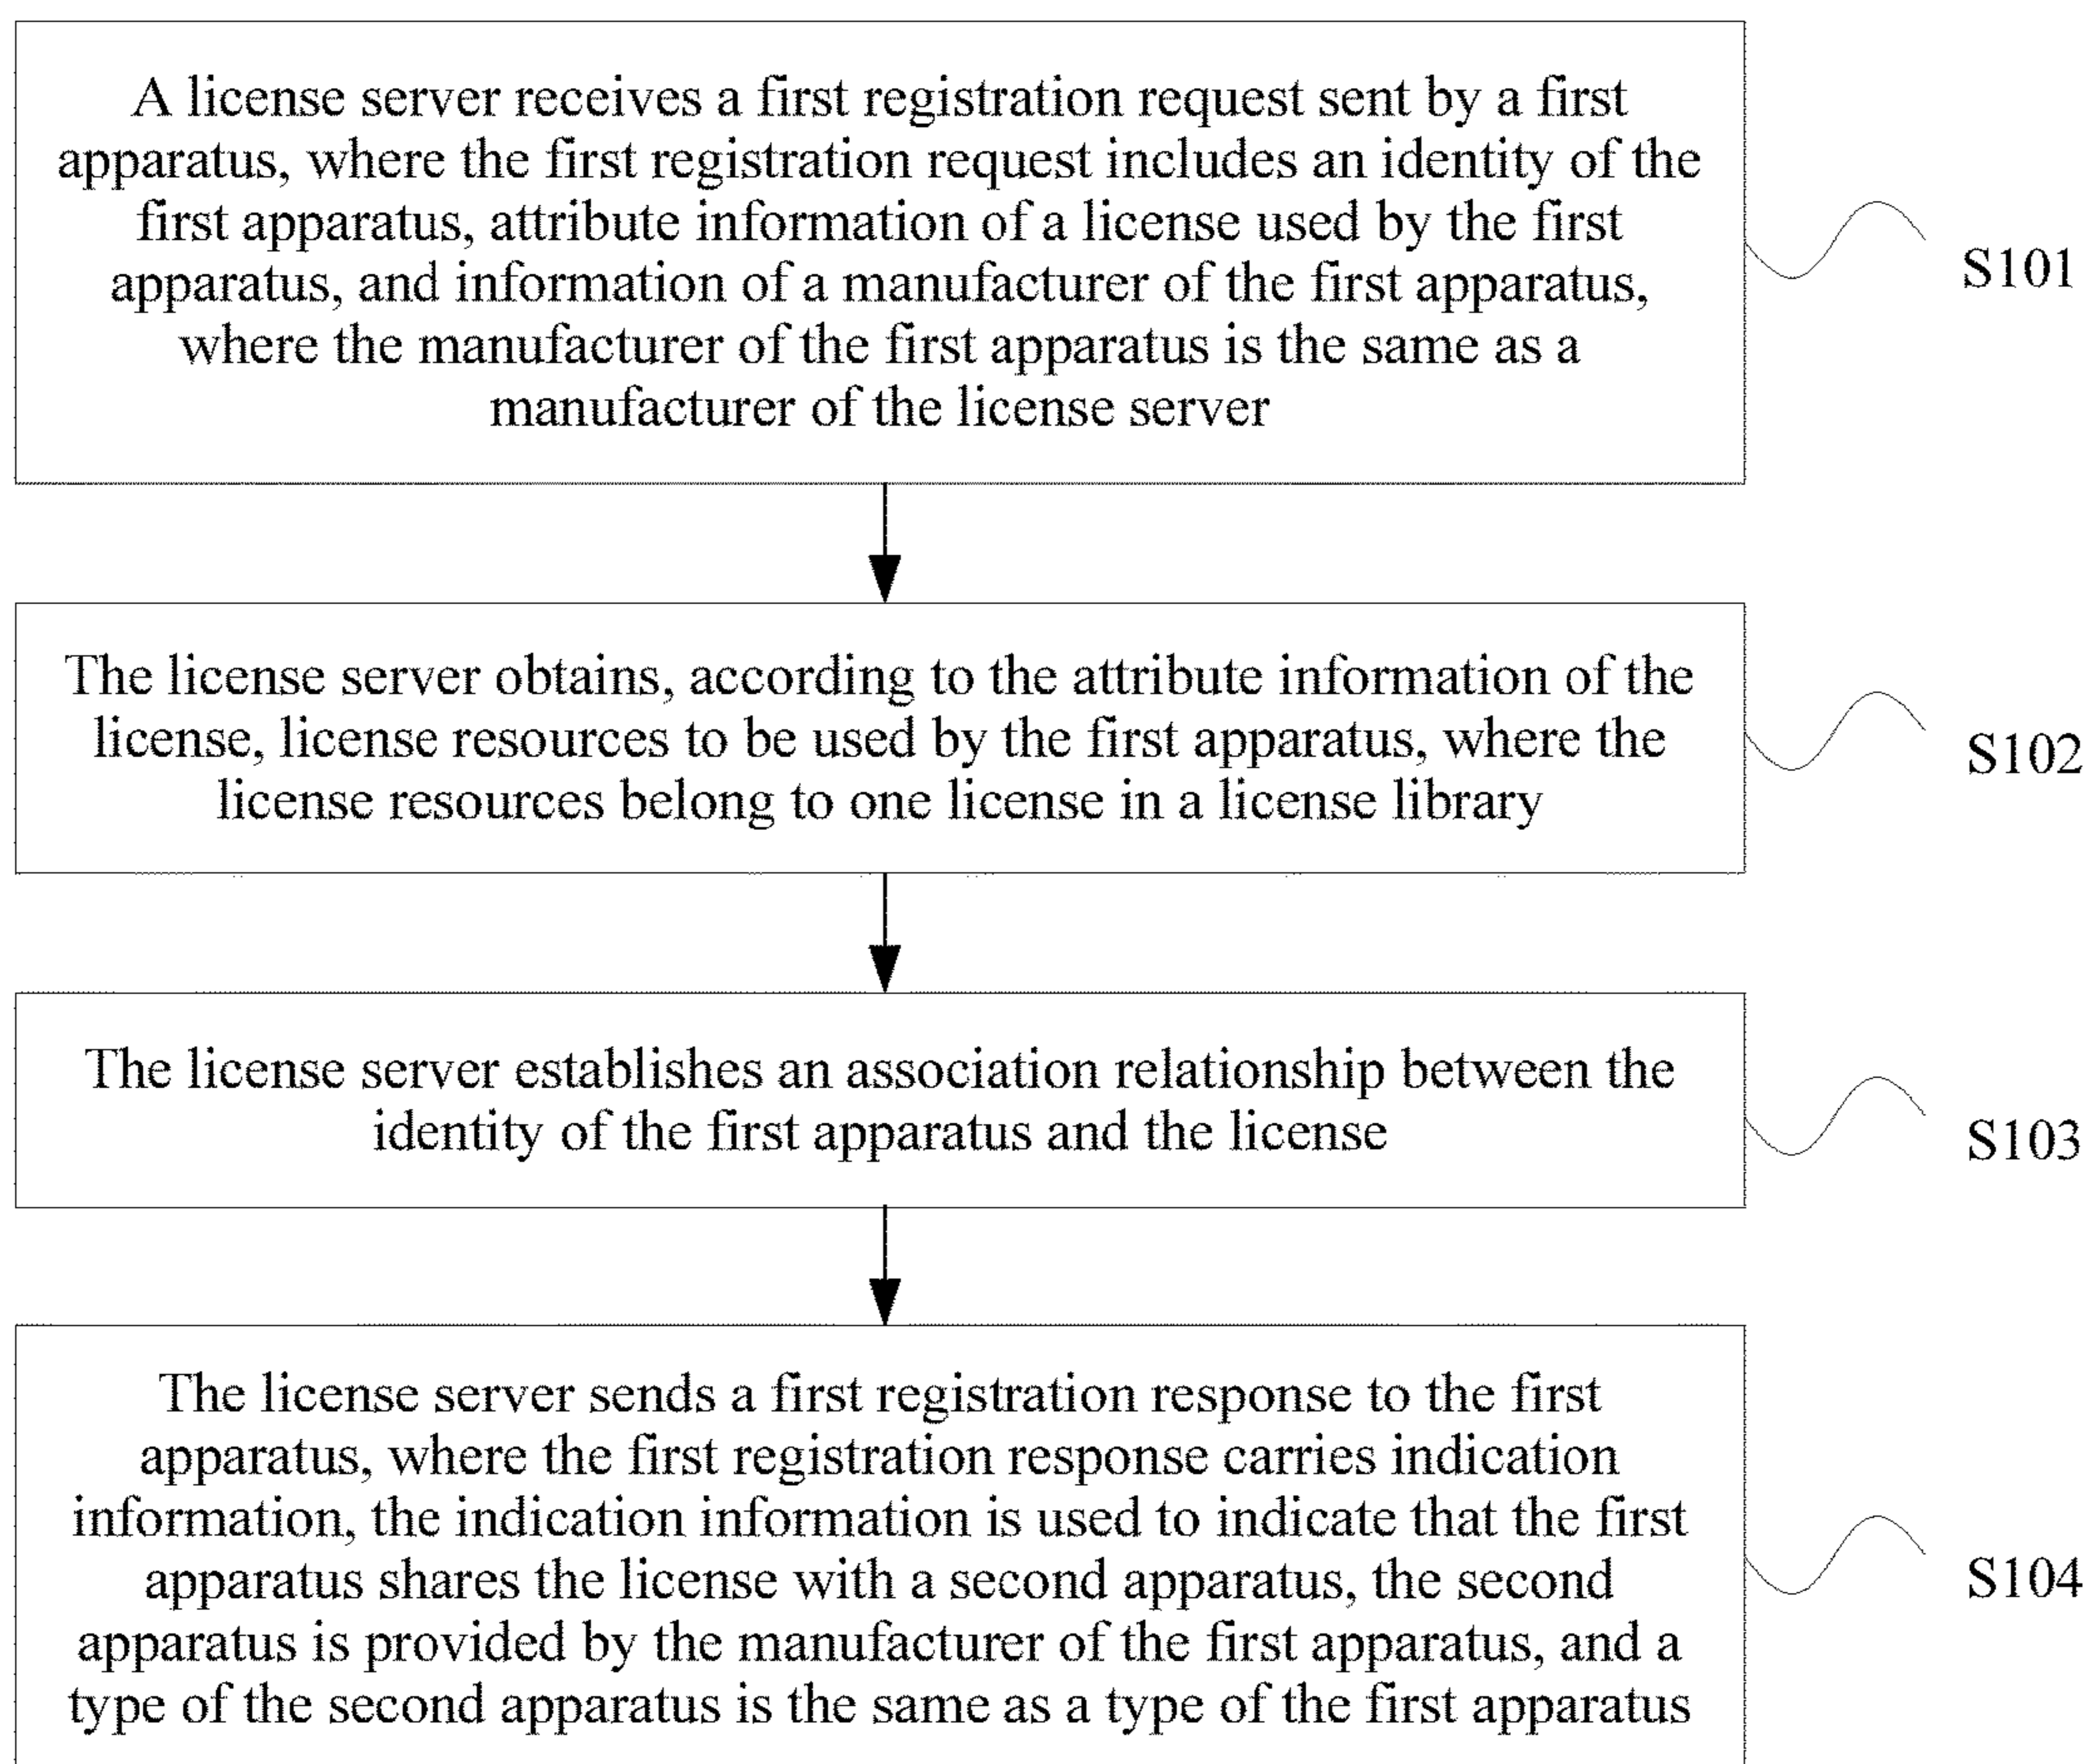 A license server receives a first registration request sent by a first
apparatus, where the first registration request includes an identity of the
first apparatus, attribute information of a license used by the first
apparatus, and information of a manufacturer of the first apparatus,
where the manufacturer of the first apparatus is the same as a
manufacturer of the license server
S101
The license server obtains, according to the attribute information of the
license, license resources to be used by the first apparatus, where the
license resources belong to one license in a license library
S102
The license server establishes an association relationship between the
identity of the first apparatus and the license
S103
The license server sends a first registration response to the first
apparatus, where the first registration response carries indication
information, the indication information is used to indicate that the first
apparatus shares the license with a second apparatus, the second
apparatus is provided by the manufacturer of the first apparatus, and a
type of the second apparatus is the same as a type of the first apparatus
S104